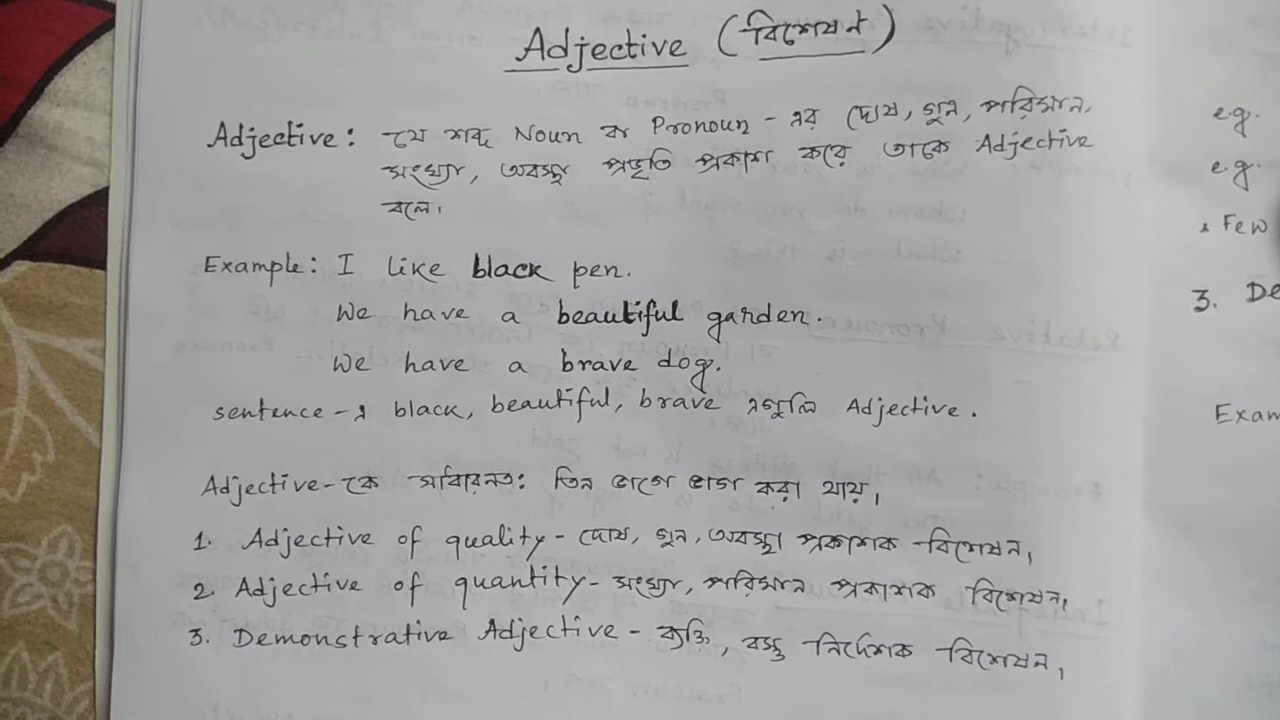 Adjective (বিশেষন)
Adjective: যে শব্দ Noun বা Pronoun - এর দোষ, গুন, পরিমান,
সংখ্যা, অবস্থা প্রভৃতি প্রকাশ করে তাকে Adjective
বলে।
Example: I like black pen.
We have a beautiful garden.
We have a brave dog.
sentence-এ black, beautiful, brave এগুলি Adjective.
Adjective-কে সাধারনত: তিন ভাগে ভাগ করা যায়।
1. Adjective of quality - দোষ, গুন, অবস্থা প্রকাশক বিশেষন।
2. Adjective of quantity - সংখ্যা, পরিমান প্রকাশক বিশেষন।
3. Demonstrative Adjective - ব্যক্তি, বস্তু নির্দেশক বিশেষন।
e.g.
e.g.
Few
3. De
Exam